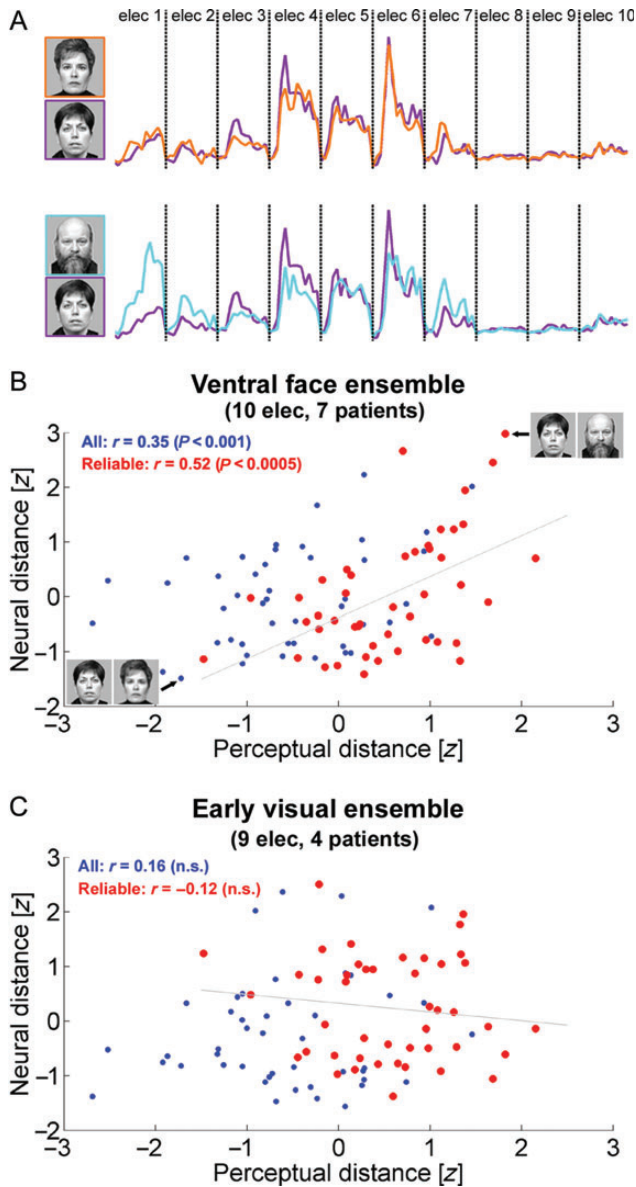 A
elec 1 elec 2 elec 3 elec 4 elec 5 elec 6 elec 7 elec 8 elec 9 elec 10
B
Ventral face ensemble
(10 elec, 7 patients)
All: r = 0.35 (P < 0.001)
Reliable: r = 0.52 (P < 0.0005)
Neural distance [z]
3
2
1
0
−1
−2
−3 −2 −1 0 1 2 3
Perceptual distance [z]
C
Early visual ensemble
(9 elec, 4 patients)
All: r = 0.16 (n.s.)
Reliable: r = −0.12 (n.s.)
Neural distance [z]
3
2
1
0
−1
−2
−3 −2 −1 0 1 2 3
Perceptual distance [z]